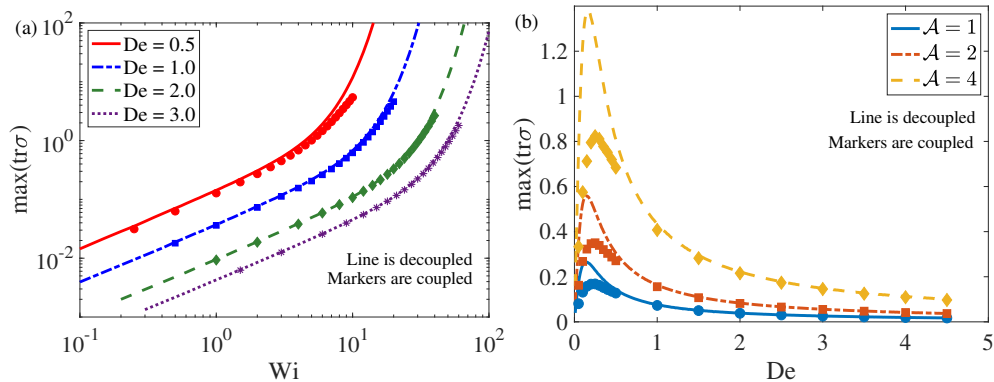 (a)
De = 0.5
De = 1.0
De = 2.0
De = 3.0
Line is decoupled
Markers are coupled
max(trσ)
10^2
10^0
10^-2
10^-1
10^0
10^1
10^2
Wi
(b)
𝒜 = 1
𝒜 = 2
𝒜 = 4
Line is decoupled
Markers are coupled
max(trσ)
1.2
1
0.8
0.6
0.4
0.2
0
0
1
2
3
4
5
De